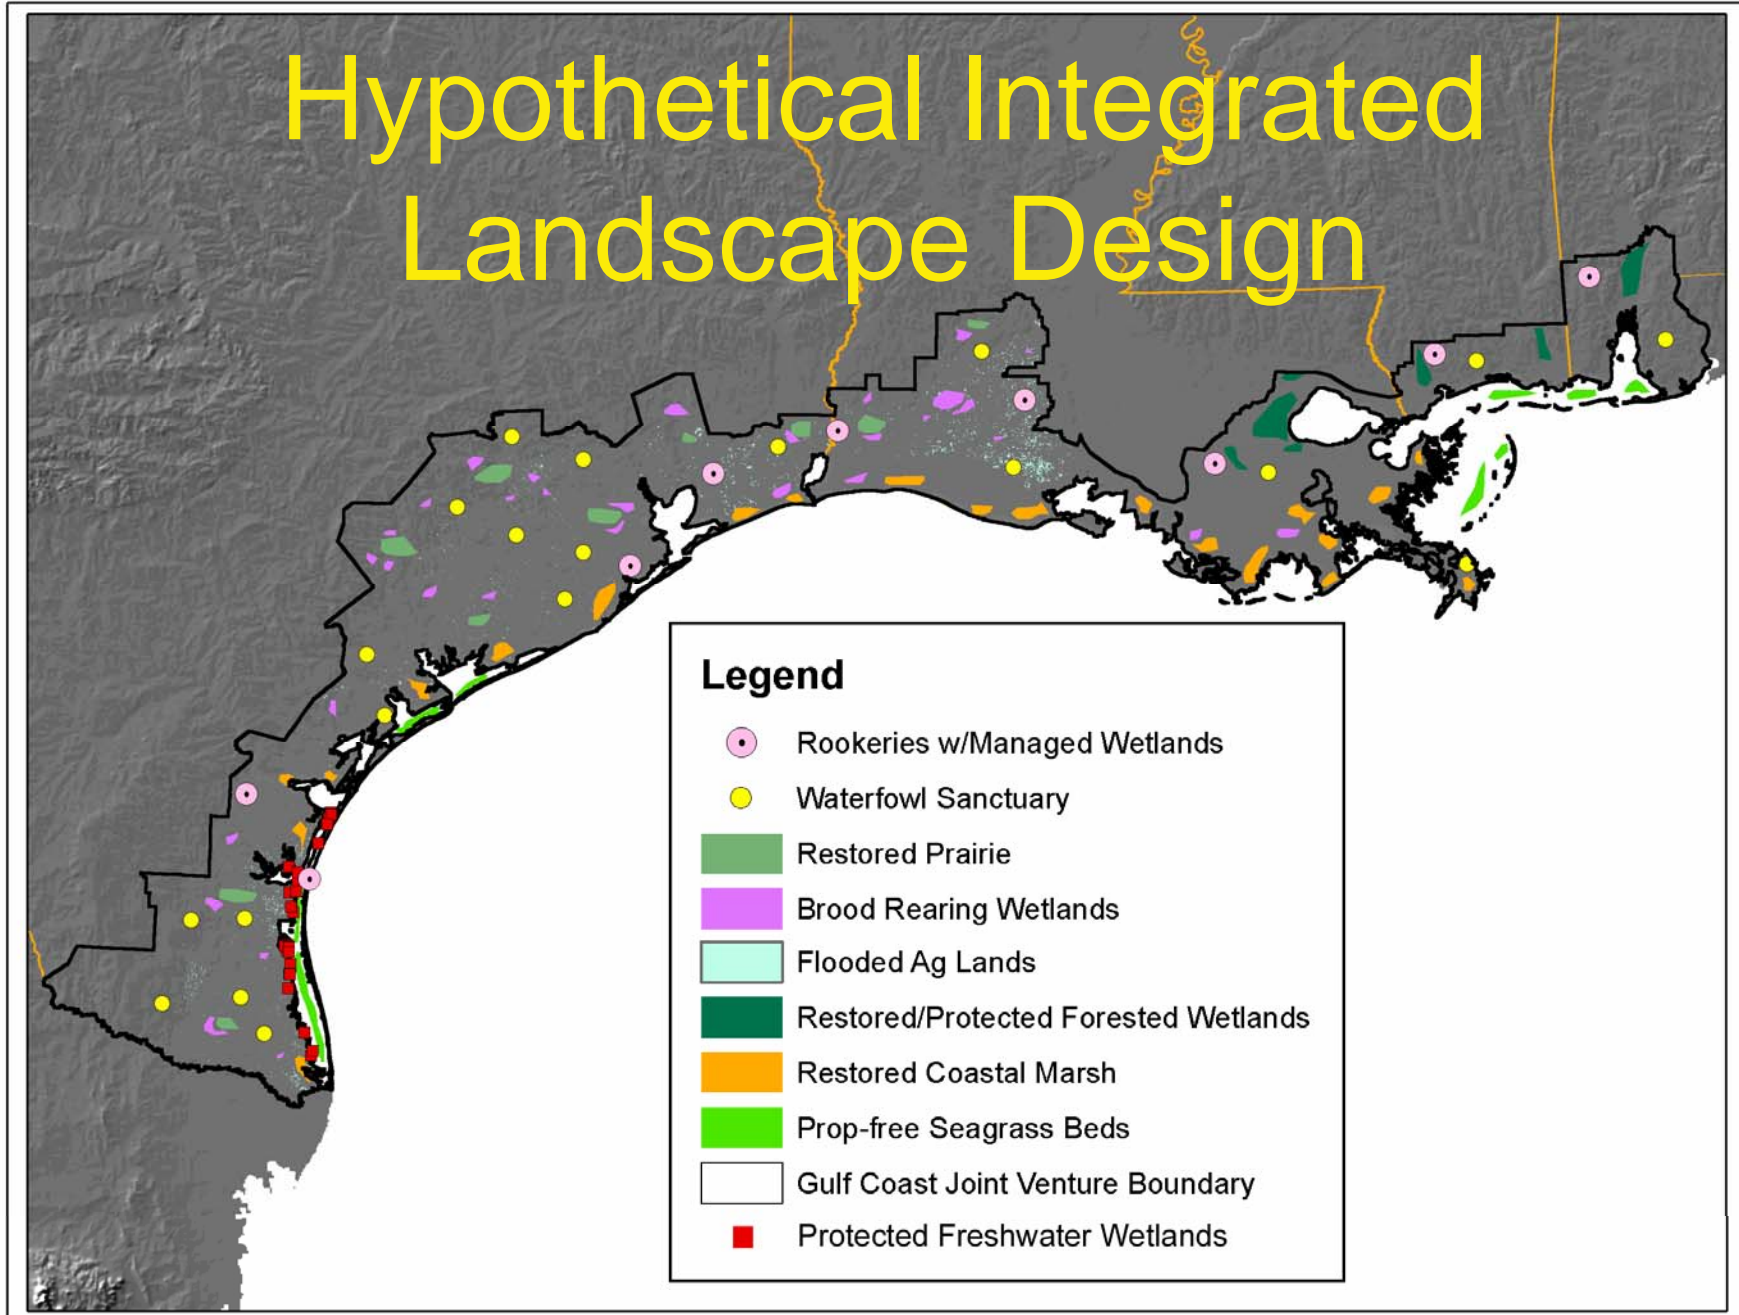 Hypothetical Integrated
Landscape Design
Legend
Rookeries w/Managed Wetlands
Waterfowl Sanctuary
Restored Prairie
Brood Rearing Wetlands
Flooded Ag Lands
Restored/Protected Forested Wetlands
Restored Coastal Marsh
Prop-free Seagrass Beds
Gulf Coast Joint Venture Boundary
Protected Freshwater Wetlands